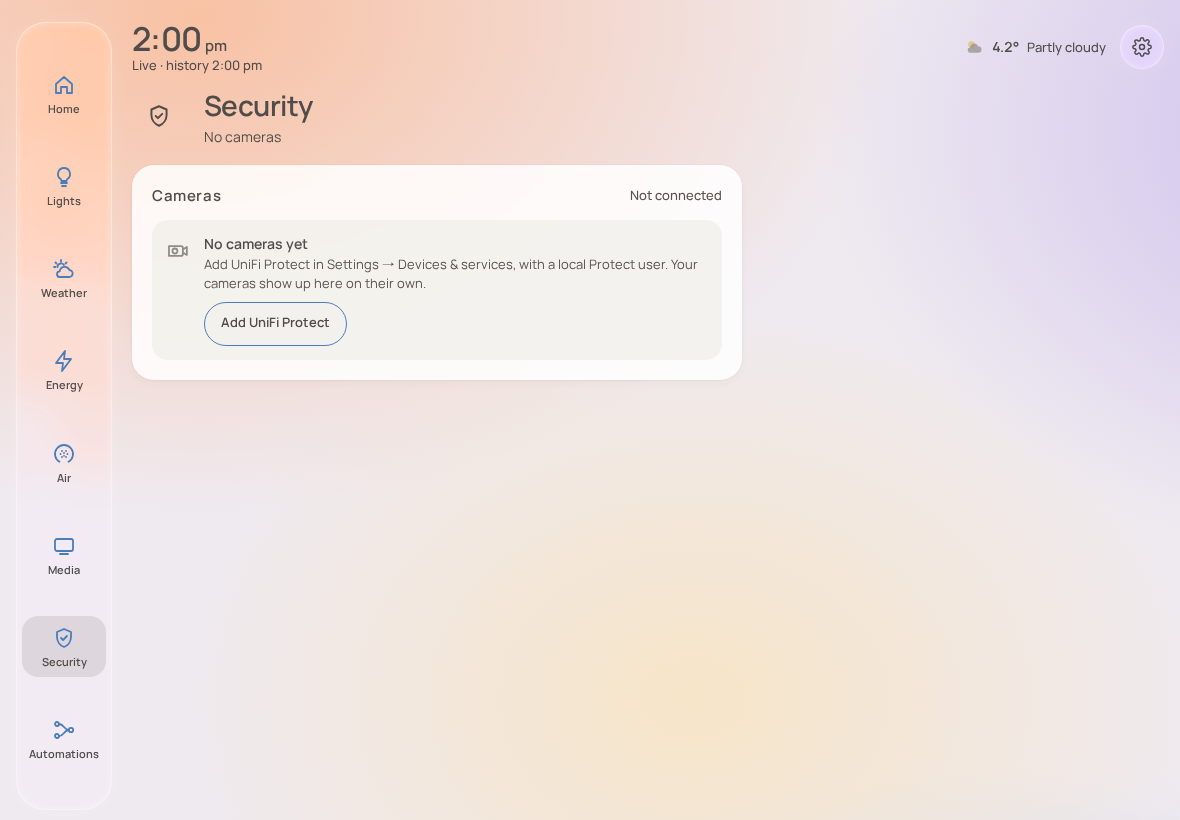 2:00 pm
Live · history 2:00 pm
4.2° Partly cloudy
Home
Lights
Weather
Energy
Air
Media
Security
Automations
Security
No cameras
Cameras
Not connected
No cameras yet
Add UniFi Protect in Settings → Devices & services, with a local Protect user. Your
cameras show up here on their own.
Add UniFi Protect